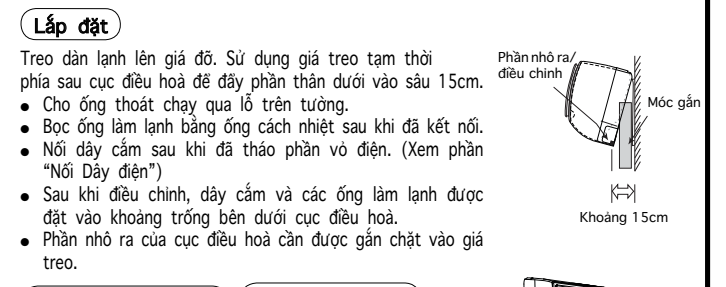 Lắp đặt
Treo dàn lạnh lên giá đỡ. Sử dụng giá treo tạm thời
phía sau cục điều hoà để đẩy phần thân dưới vào sâu 15cm.
● Cho ống thoát chạy qua lỗ trên tường.
● Bọc ống làm lạnh bằng ống cách nhiệt sau khi đã kết nối.
● Nối dây cắm sau khi đã tháo phần vỏ điện. (Xem phần
“Nối Dây điện”)
● Sau khi điều chỉnh, dây cắm và các ống làm lạnh được
đặt vào khoảng trống bên dưới cục điều hoà.
● Phần nhô ra của cục điều hoà cần được gắn chặt vào giá
treo.
Phần nhô ra/
điều chỉnh
Móc gắn
Khoảng 15cm